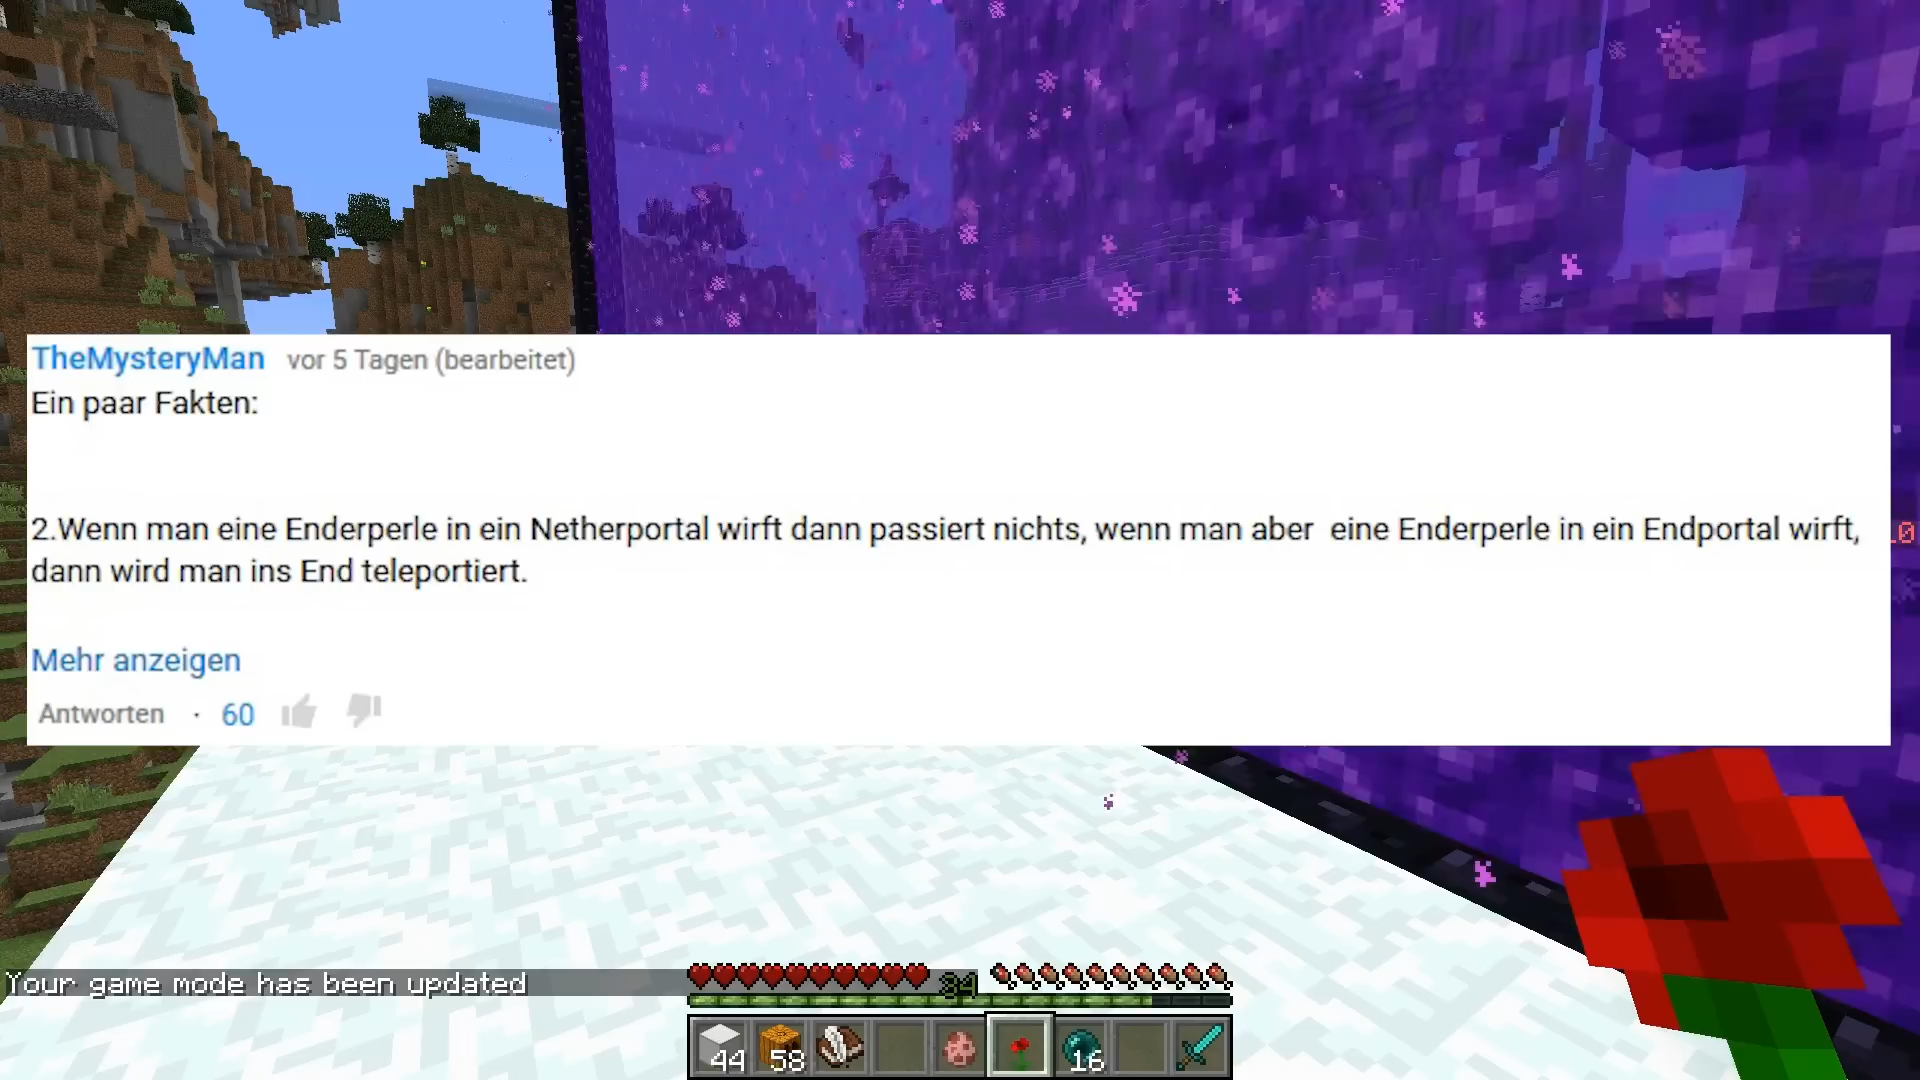 TheMysteryMan vor 5 Tagen (bearbeitet)
Ein paar Fakten:
2.Wenn man eine Enderperle in ein Netherportal wirft dann passiert nichts, wenn man aber eine Enderperle in ein Endportal wirft,
dann wird man ins End teleportiert.
Mehr anzeigen
Antworten · 60
Your game mode has been updated
34
44 58 16